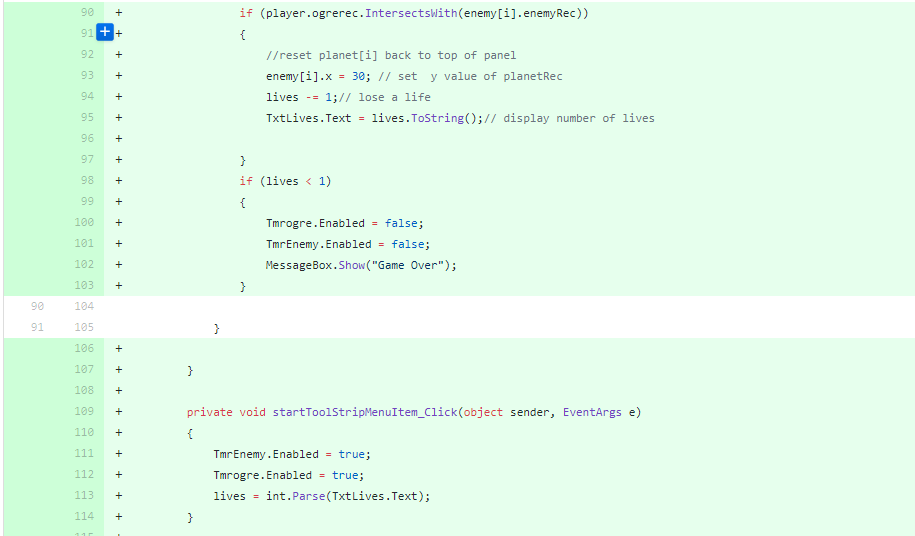 90 + if (player.ogrerec.IntersectsWith(enemy[i].enemyRec))
91 + {
92 + //reset planet[i] back to top of panel
93 + enemy[i].x = 30; // set  y value of planetRec
94 + lives -= 1;// lose a life
95 + TxtLives.Text = lives.ToString();// display number of lives
96 +
97 + }
98 + if (lives < 1)
99 + {
100 + Tmrogre.Enabled = false;
101 + TmrEnemy.Enabled = false;
102 + MessageBox.Show("Game Over");
103 + }
90 104
91 105 }
106 +
107 + }
108 +
109 + private void startToolStripMenuItem_Click(object sender, EventArgs e)
110 + {
111 + TmrEnemy.Enabled = true;
112 + Tmrogre.Enabled = true;
113 + lives = int.Parse(TxtLives.Text);
114 + }
115 +